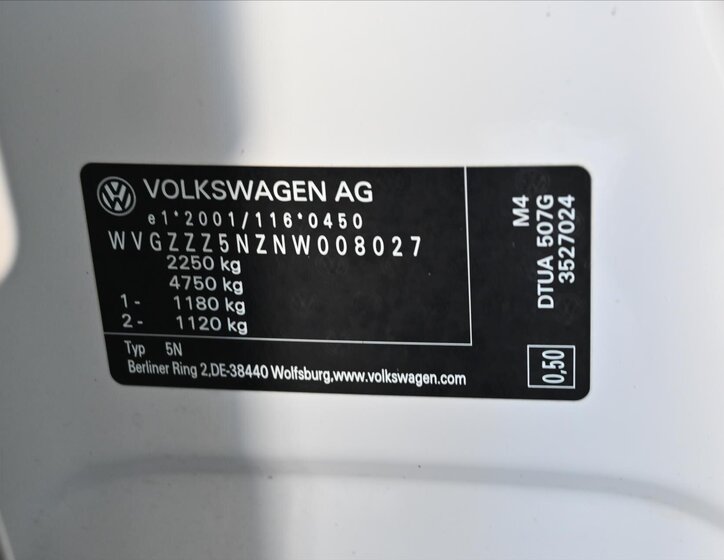 VOLKSWAGEN AG
e1*2001/116*0450
WVGZZZ5NZNW008027
2250 kg
4750 kg
1- 1180 kg
2- 1120 kg
Typ 5N
Berliner Ring 2,DE-38440 Wolfsburg,www.volkswagen.com
M4
DTUA 507G
3527024
0,50